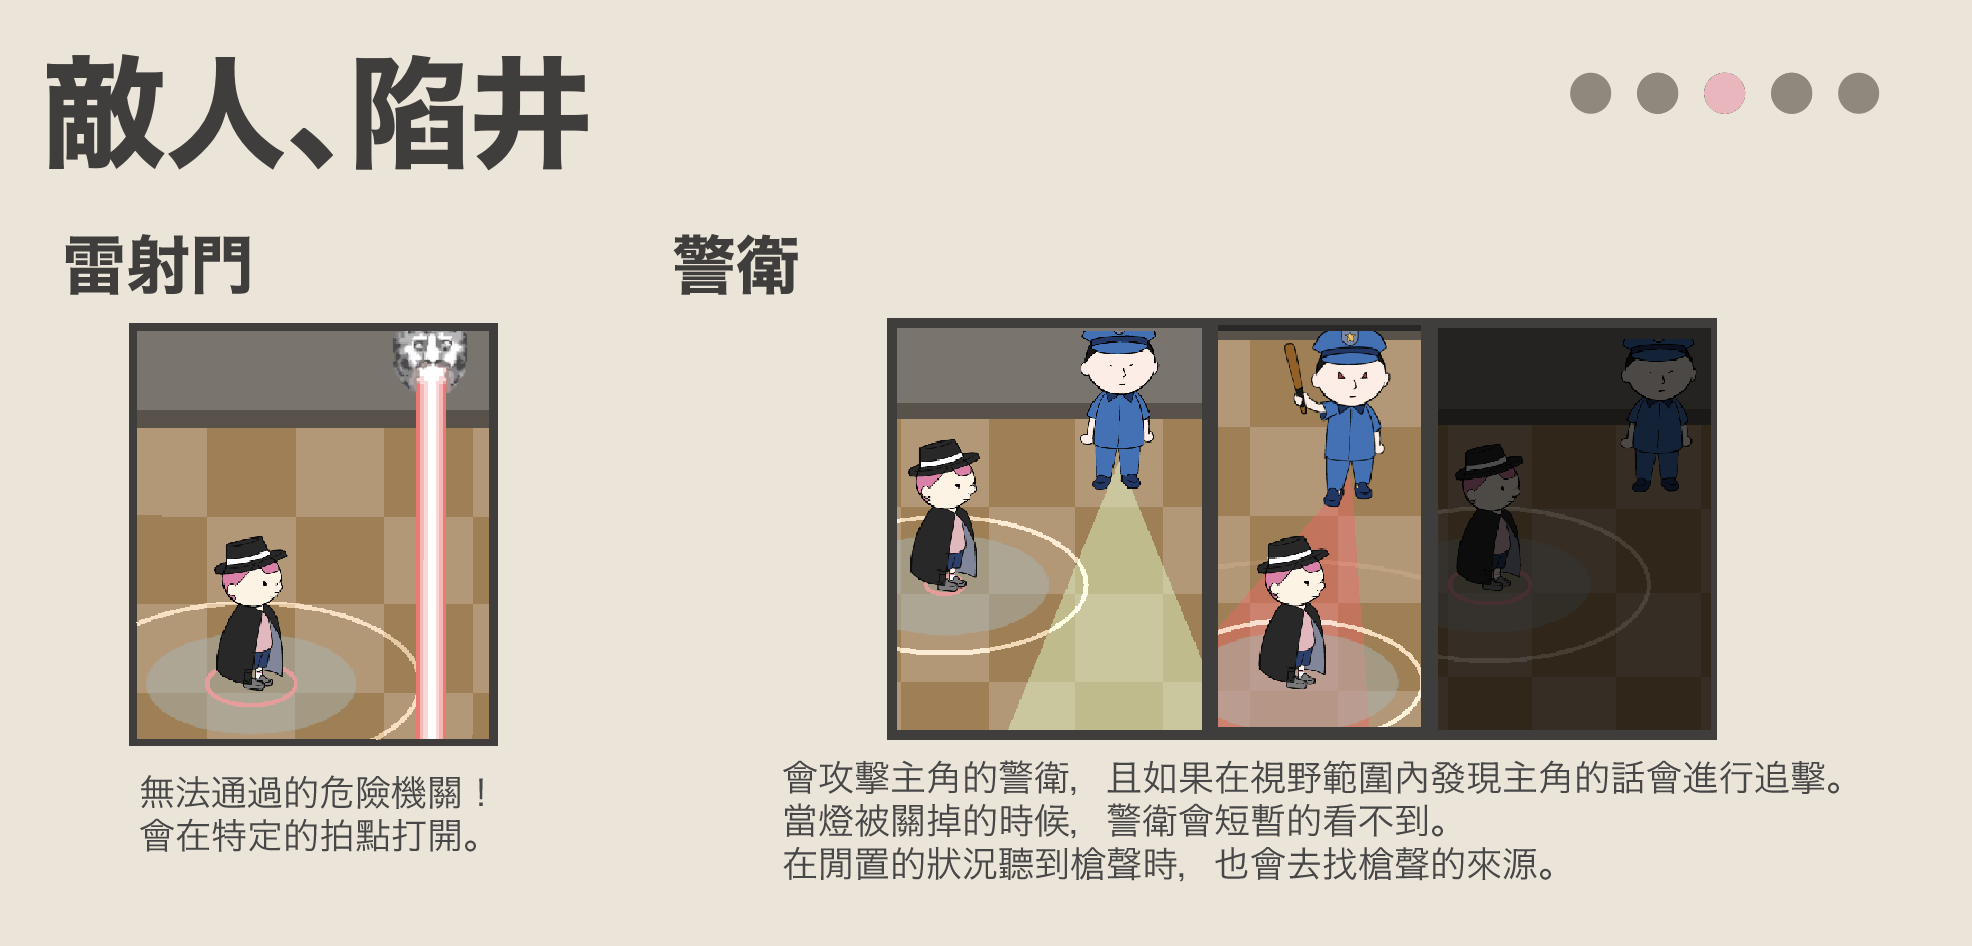 敵人、陷井
雷射門
警衛
無法通過的危險機關！
會在特定的拍點打開。
會攻擊主角的警衛，且如果在視野範圍內發現主角的話會進行追擊。
當燈被關掉的時候，警衛會短暫的看不到。
在閒置的狀況聽到槍聲時，也會去找槍聲的來源。